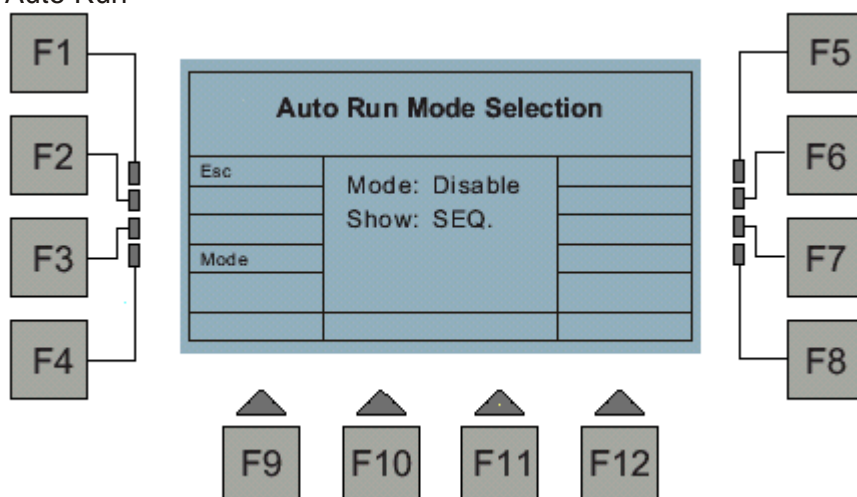 Auto Run
F1
F5
Auto Run Mode Selection
F2
F6
Esc
Mode: Disable
Show: SEQ.
F3
F7
Mode
F4
F8
F9 F10 F11 F12